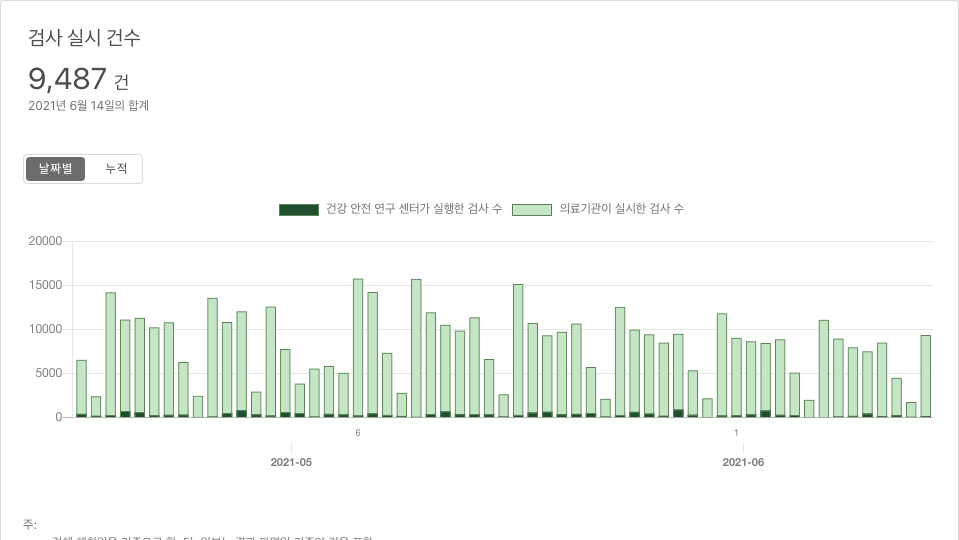 검사 실시 건수
9,487 건
2021년 6월 14일의 합계
날짜별 누적
건강 안전 연구 센터가 실행한 검사 수 의료기관이 실시한 검사 수
20000
15000
10000
5000
0
6 1
2021-05 2021-06
주: